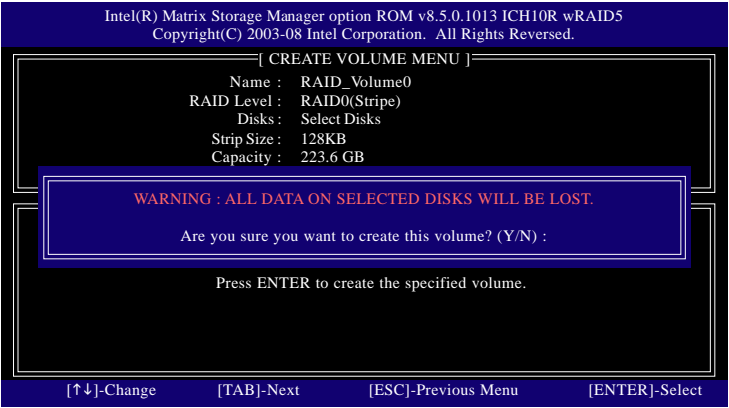 Intel(R) Matrix Storage Manager option ROM v8.5.0.1013 ICH10R wRAID5
Copyright(C) 2003-08 Intel Corporation. All Rights Reversed.
[ CREATE VOLUME MENU ]
Name : RAID_Volume0
RAID Level : RAID0(Stripe)
Disks : Select Disks
Strip Size : 128KB
Capacity : 223.6 GB
WARNING : ALL DATA ON SELECTED DISKS WILL BE LOST.
Are you sure you want to create this volume? (Y/N) :
Press ENTER to create the specified volume.
[↑↓]-Change [TAB]-Next [ESC]-Previous Menu [ENTER]-Select